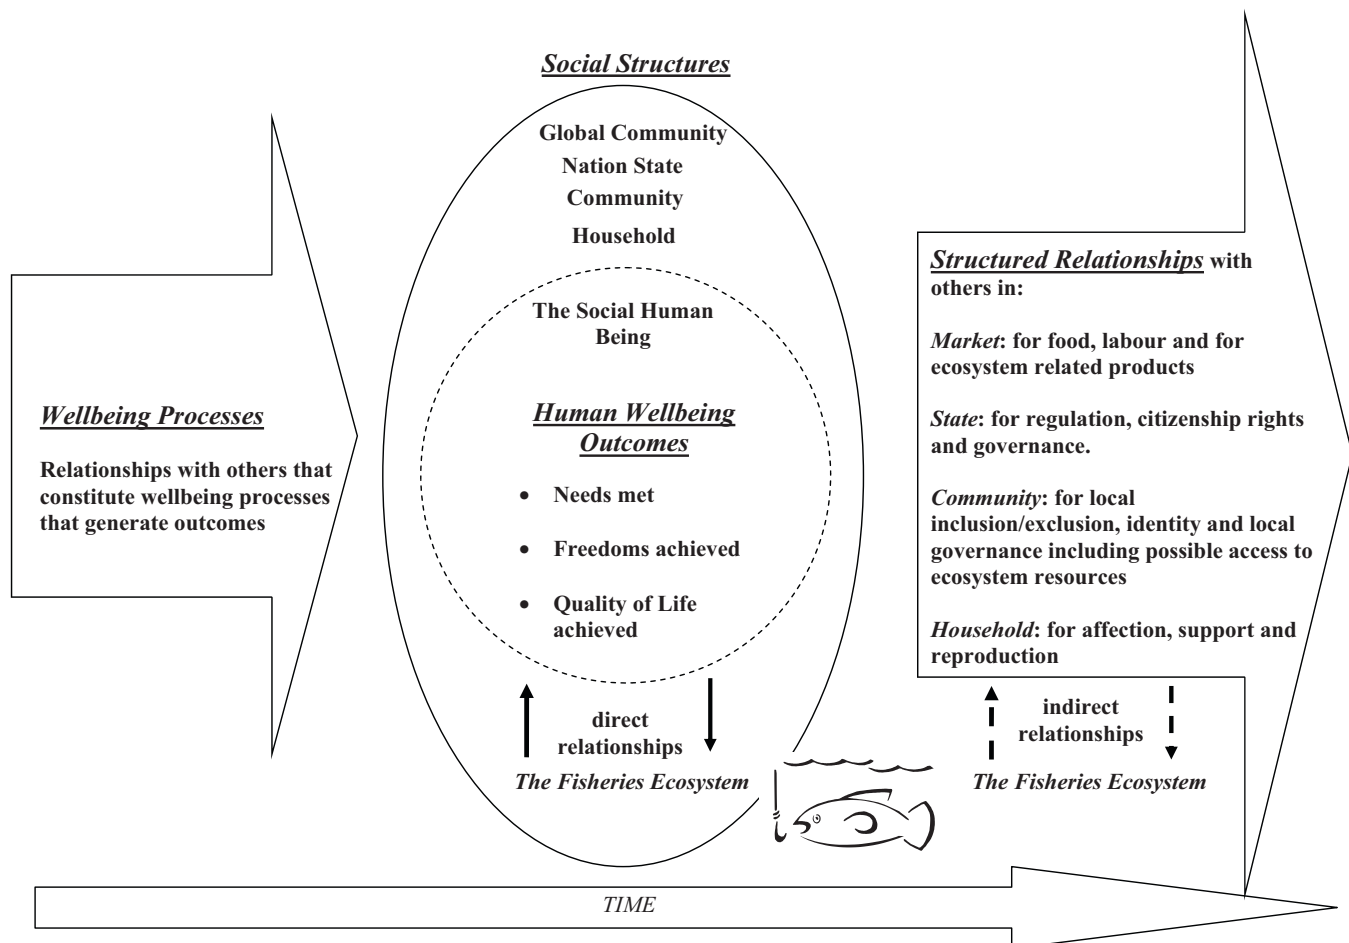 Social Structures
Global Community
Nation State
Community
Household
The Social Human
Being
Human Wellbeing
Outcomes
• Needs met
• Freedoms achieved
• Quality of Life
achieved
direct
relationships
The Fisheries Ecosystem
Wellbeing Processes
Relationships with others that
constitute wellbeing processes
that generate outcomes
Structured Relationships with
others in:
Market: for food, labour and for
ecosystem related products
State: for regulation, citizenship rights
and governance.
Community: for local
inclusion/exclusion, identity and local
governance including possible access to
ecosystem resources
Household: for affection, support and
reproduction
indirect
relationships
The Fisheries Ecosystem
TIME